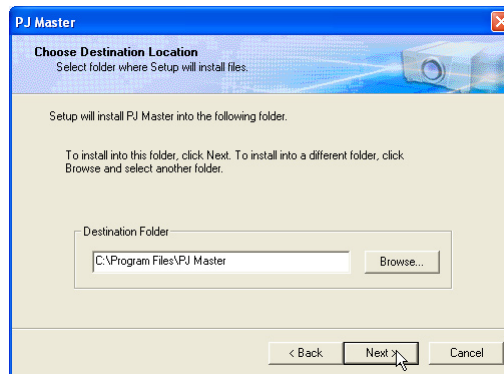 PJ Master
Choose Destination Location
Select folder where Setup will install files.
Setup will install PJ Master into the following folder.
To install into this folder, click Next. To install into a different folder, click
Browse and select another folder.
Destination Folder
C:\Program Files\PJ Master
Browse...
< Back
Next >
Cancel